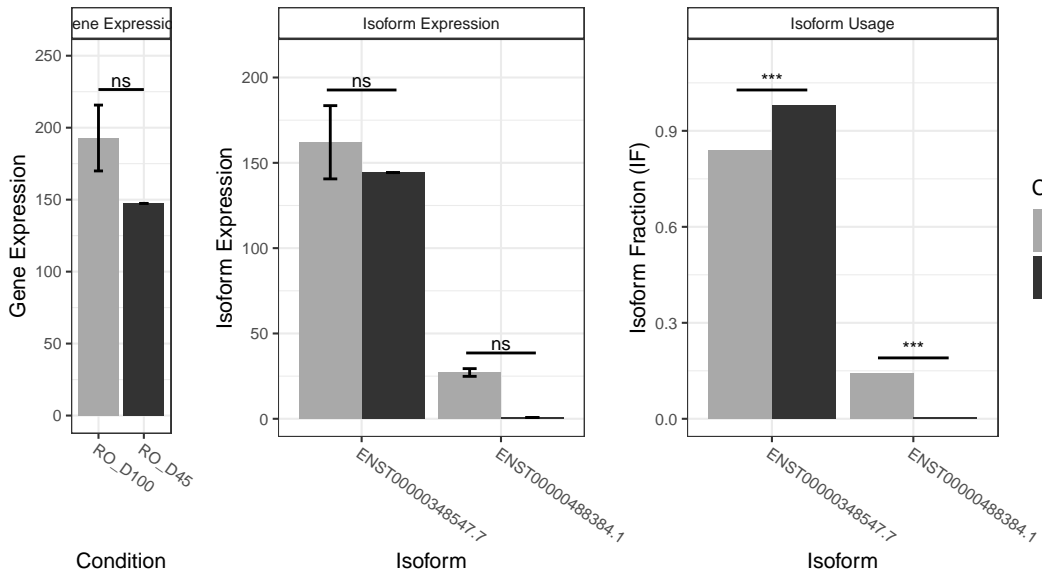 ene Expressio
Isoform Expression
Isoform Usage
Gene Expression
250
200
150
100
50
0
ns
RO_D100
RO_D45
Condition
Isoform Expression
200
150
100
50
0
ns
ns
ENST00000348547.7
ENST00000488384.1
Isoform
Isoform Fraction (IF)
0.9
0.6
0.3
0.0
***
***
ENST00000348547.7
ENST00000488384.1
Isoform